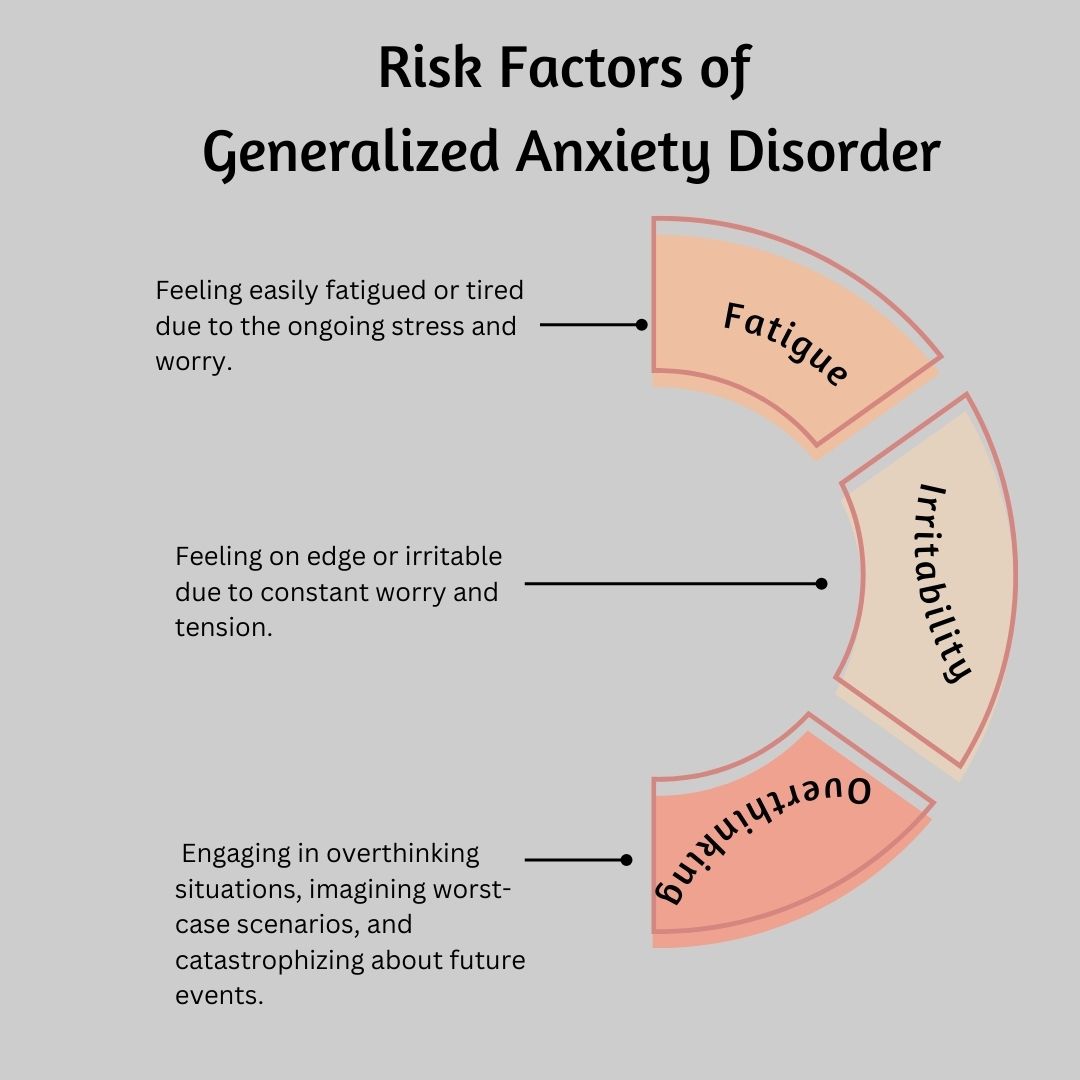 Risk Factors of
Generalized Anxiety Disorder
Feeling easily fatigued or tired
due to the ongoing stress and
worry.
Fatigue
Feeling on edge or irritable
due to constant worry and
tension.
Irritability
Engaging in overthinking
situations, imagining worst-
case scenarios, and
catastrophizing about future
events.
Overthinking